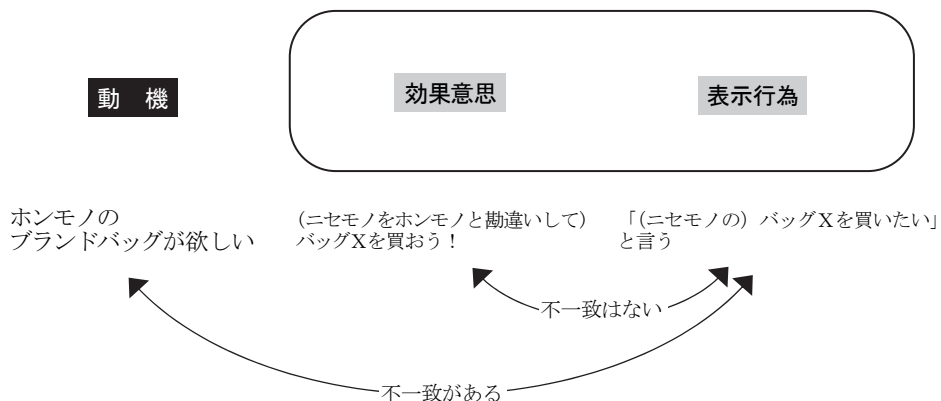 動　機
効果意思
表示行為
ホンモノの
ブランドバッグが欲しい
（ニセモノをホンモノと勘違いして）
バッグXを買おう！
「（ニセモノの）バッグXを買いたい」
と言う
不一致はない
不一致がある